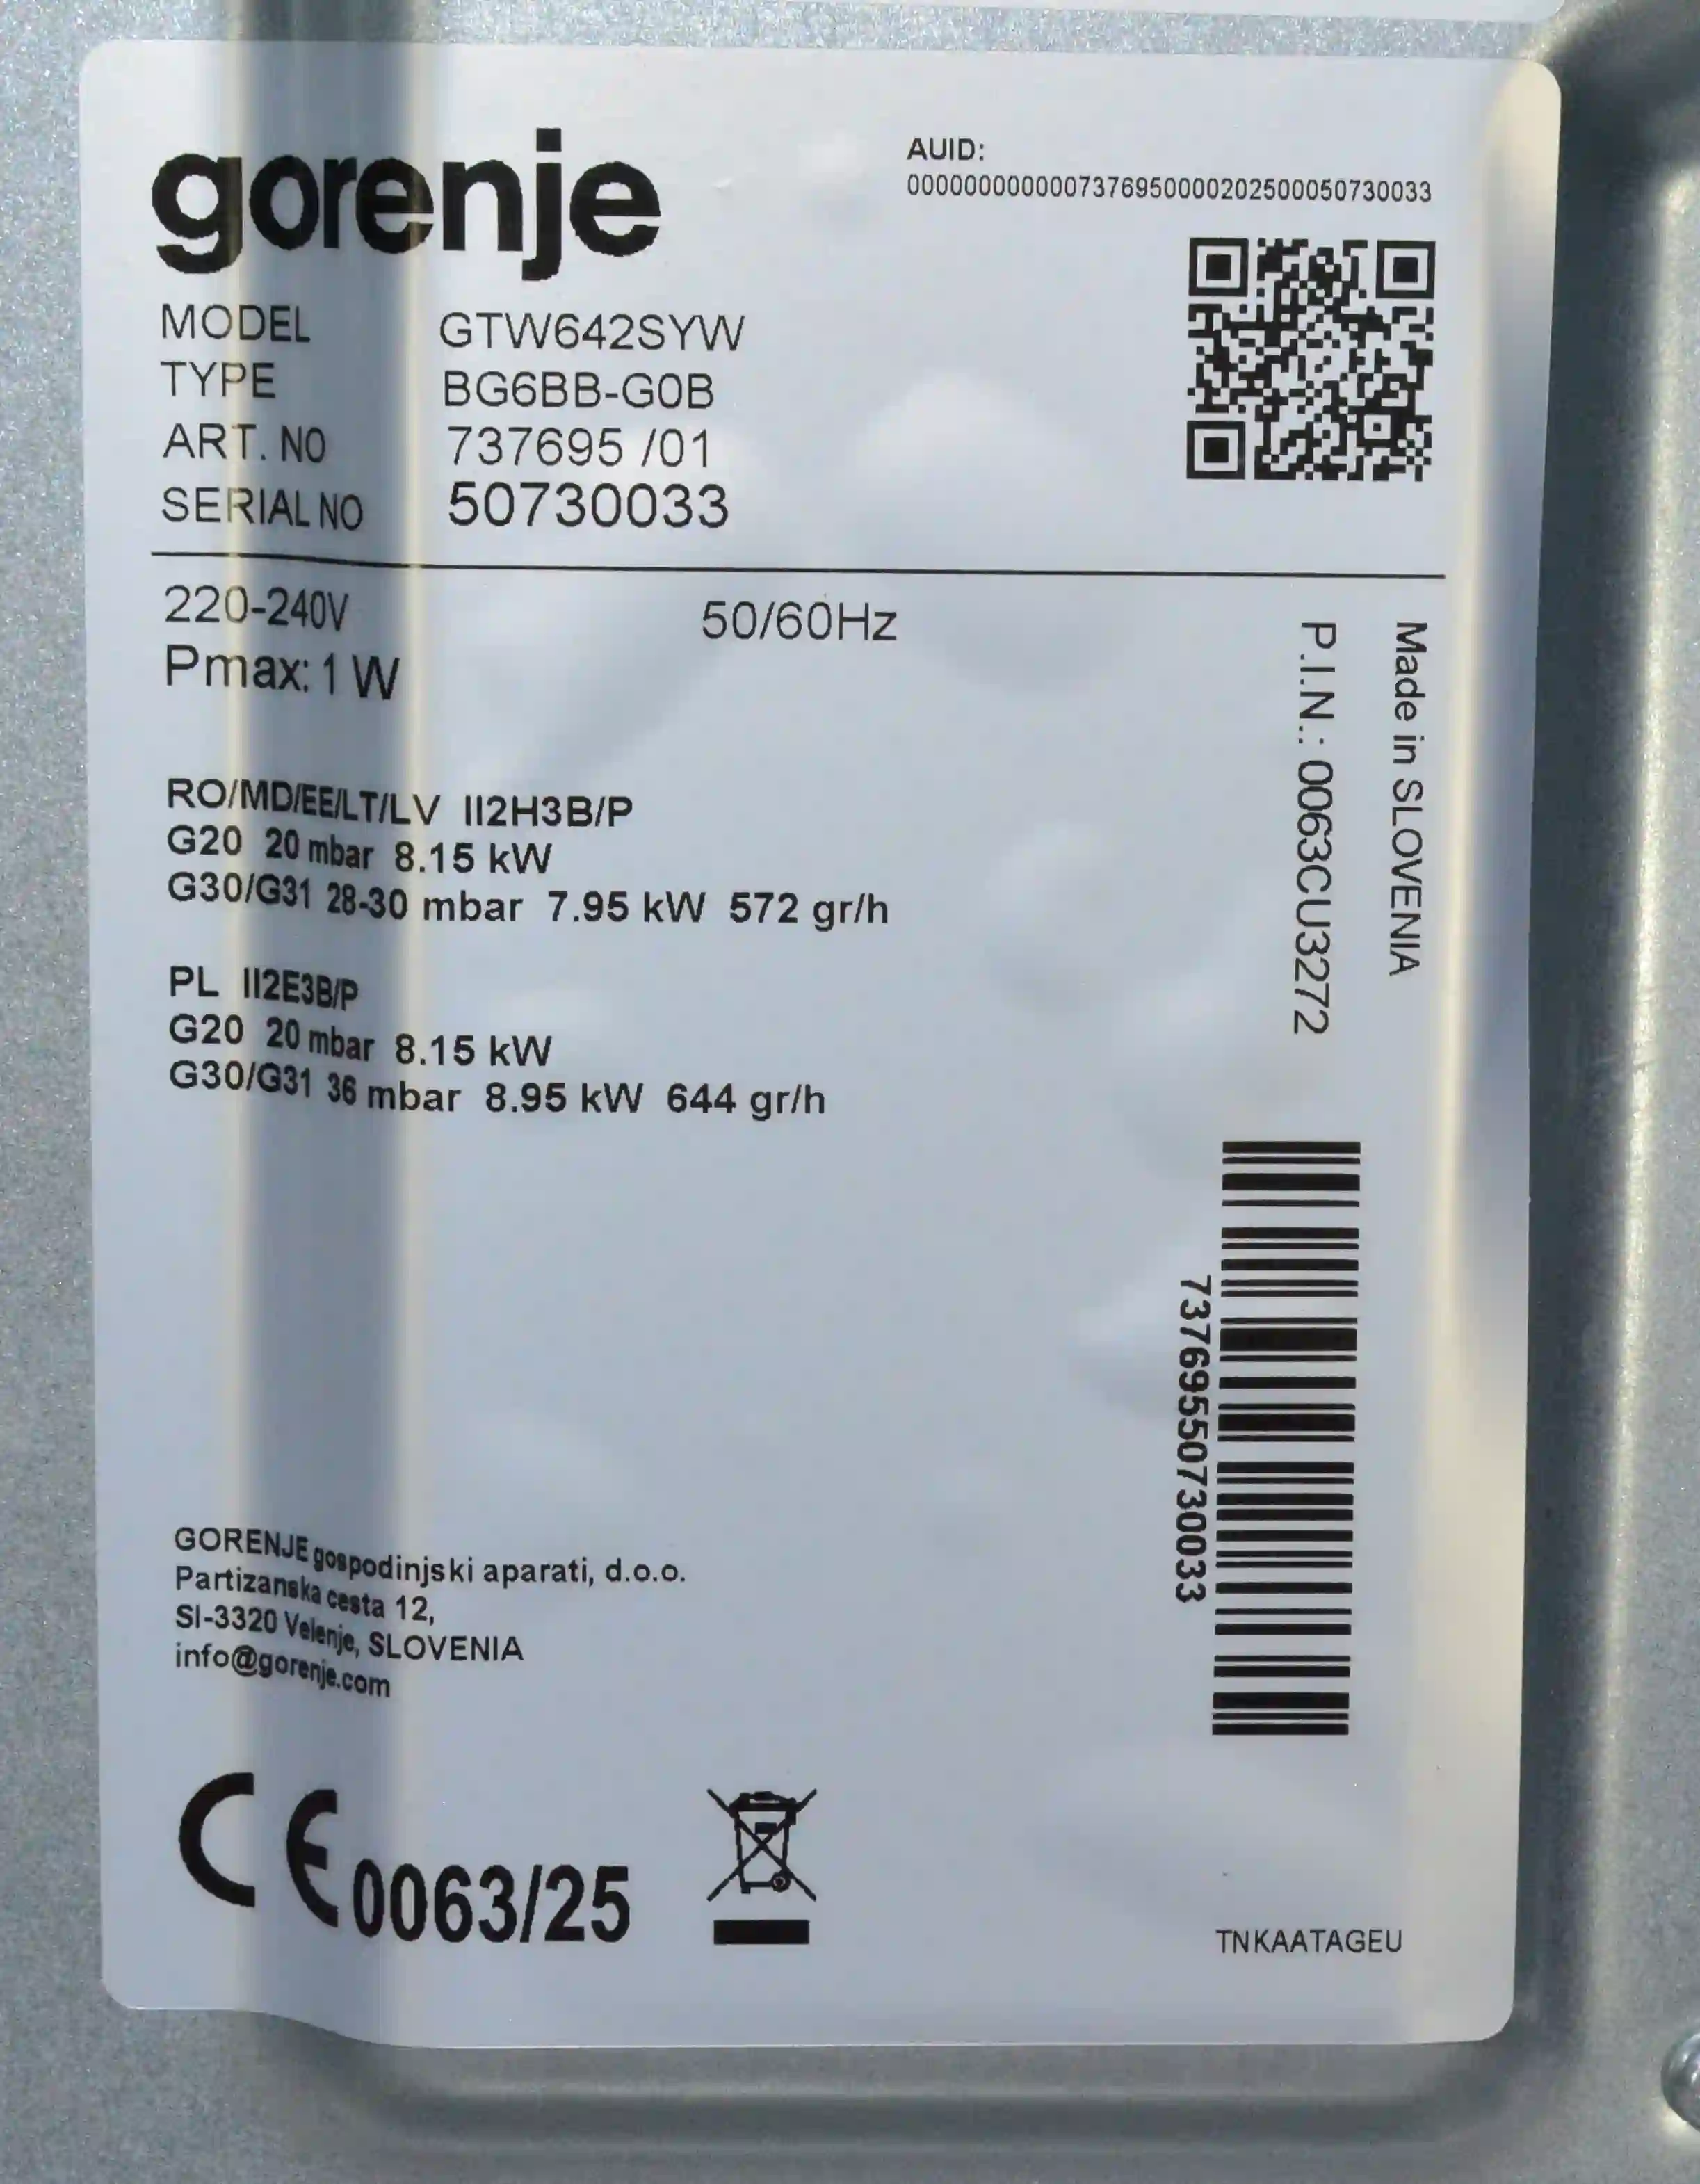 gorenje
AUID:
0000000000007376950000202500050730033
MODEL GTW642SYW
TYPE BG6BB-G0B
ART. NO 737695 /01
SERIAL NO 50730033
220-240V 50/60Hz
Pmax: 1 W
Made in SLOVENIA
P.I.N.: 0063CU3272
RO/MD/EE/LT/LV II2H3B/P
G20 20 mbar 8.15 kW
G30/G31 28-30 mbar 7.95 kW 572 gr/h
PL II2E3B/P
G20 20 mbar 8.15 kW
G30/G31 36 mbar 8.95 kW 644 gr/h
73769550730033
GORENJE gospodinjski aparati, d.o.o.
Partizanska cesta 12,
SI-3320 Velenje, SLOVENIA
info@gorenje.com
CE 0063/25
TNKAATAGEU